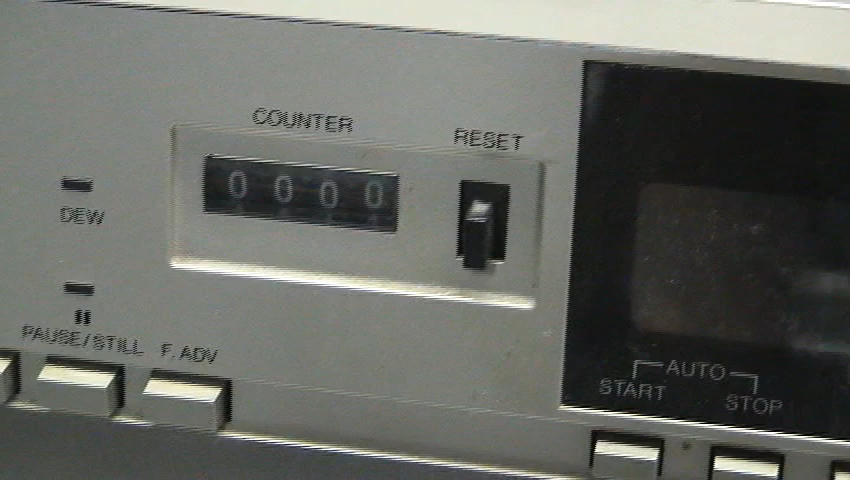 COUNTER
RESET
0000
DEW
PAUSE/STILL F.ADV
AUTO
START STOP